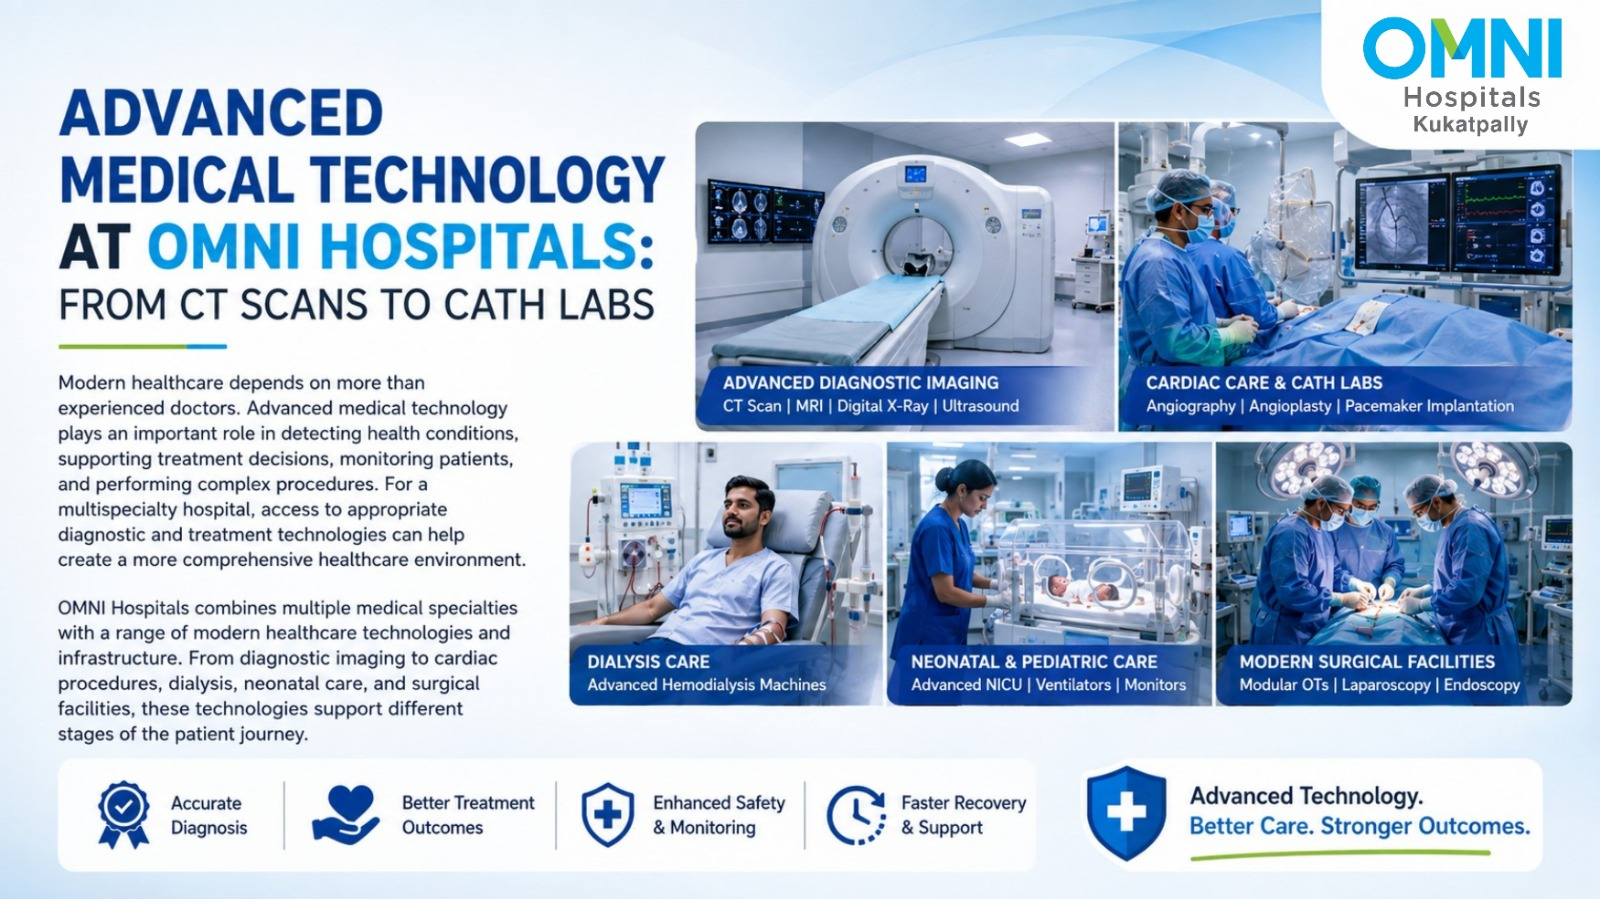 OMNI
Hospitals
Kukatpally
ADVANCED
MEDICAL TECHNOLOGY
AT OMNI HOSPITALS:
FROM CT SCANS TO CATH LABS
Modern healthcare depends on more than
experienced doctors. Advanced medical technology
plays an important role in detecting health conditions,
supporting treatment decisions, monitoring patients,
and performing complex procedures. For a
multispecialty hospital, access to appropriate
diagnostic and treatment technologies can help
create a more comprehensive healthcare environment.
OMNI Hospitals combines multiple medical specialties
with a range of modern healthcare technologies and
infrastructure. From diagnostic imaging to cardiac
procedures, dialysis, neonatal care, and surgical
facilities, these technologies support different
stages of the patient journey.
ADVANCED DIAGNOSTIC IMAGING
CT Scan | MRI | Digital X-Ray | Ultrasound
CARDIAC CARE & CATH LABS
Angiography | Angioplasty | Pacemaker Implantation
DIALYSIS CARE
Advanced Hemodialysis Machines
NEONATAL & PEDIATRIC CARE
Advanced NICU | Ventilators | Monitors
MODERN SURGICAL FACILITIES
Modular OTs | Laparoscopy | Endoscopy
Accurate
Diagnosis
Better Treatment
Outcomes
Enhanced Safety
& Monitoring
Faster Recovery
& Support
Advanced Technology.
Better Care. Stronger Outcomes.